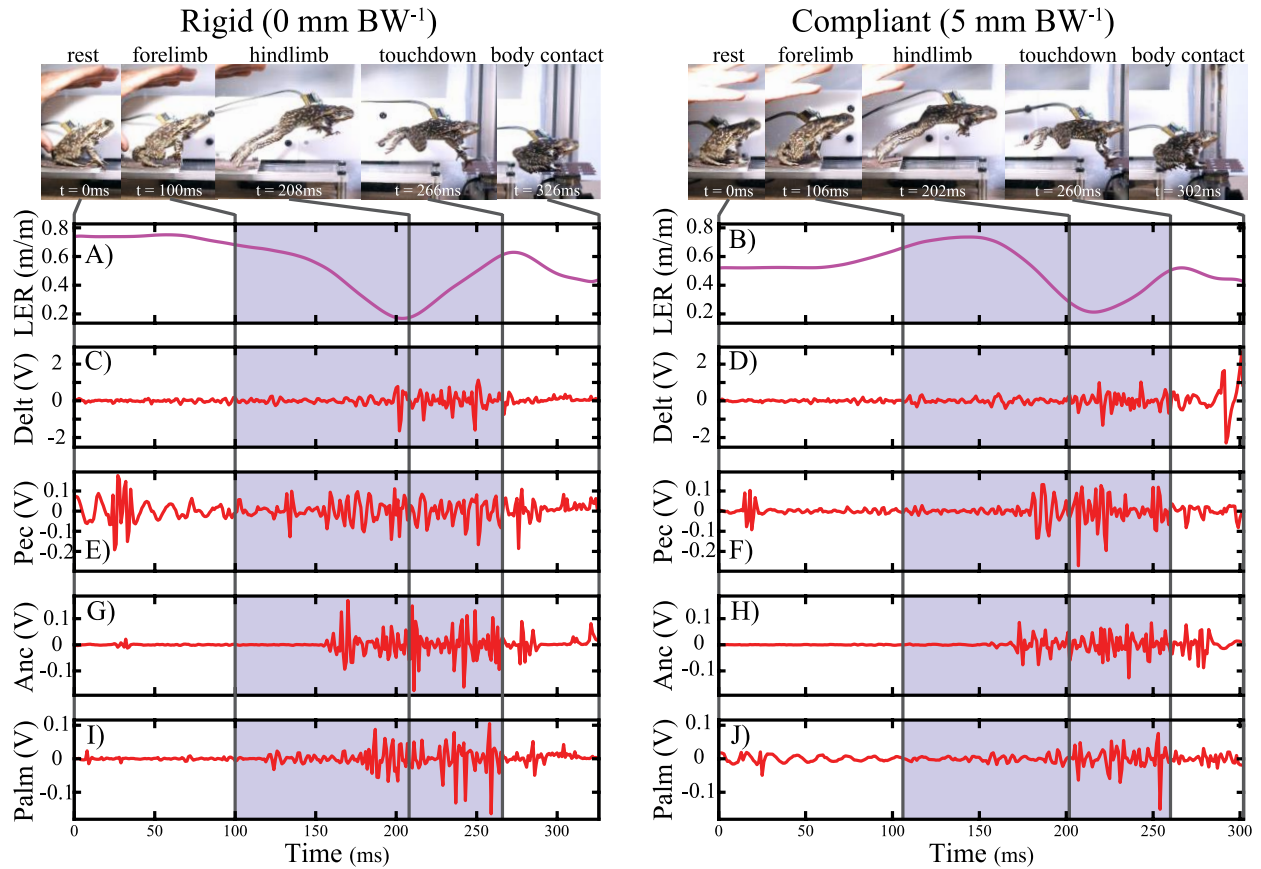 Rigid (0 mm BW⁻¹)
rest forelimb hindlimb touchdown body contact
t = 0ms t = 100ms t = 208ms t = 266ms t = 326ms
Compliant (5 mm BW⁻¹)
rest forelimb hindlimb touchdown body contact
t = 0ms t = 106ms t = 202ms t = 260ms t = 302ms
LER (m/m)
0.8
0.6
0.4
0.2
A)
LER (m/m)
0.8
0.6
0.4
0.2
B)
Delt (V)
2
0
-2
C)
Delt (V)
2
0
-2
D)
Pec (V)
0.1
0
-0.1
-0.2
E)
Pec (V)
0.1
0
-0.1
-0.2
F)
Anc (V)
0.1
0
-0.1
G)
Anc (V)
0.1
0
-0.1
H)
Palm (V)
0.1
0
-0.1
I)
0 50 100 150 200 250 300
Time (ms)
Palm (V)
0.1
0
-0.1
J)
0 50 100 150 200 250 300
Time (ms)